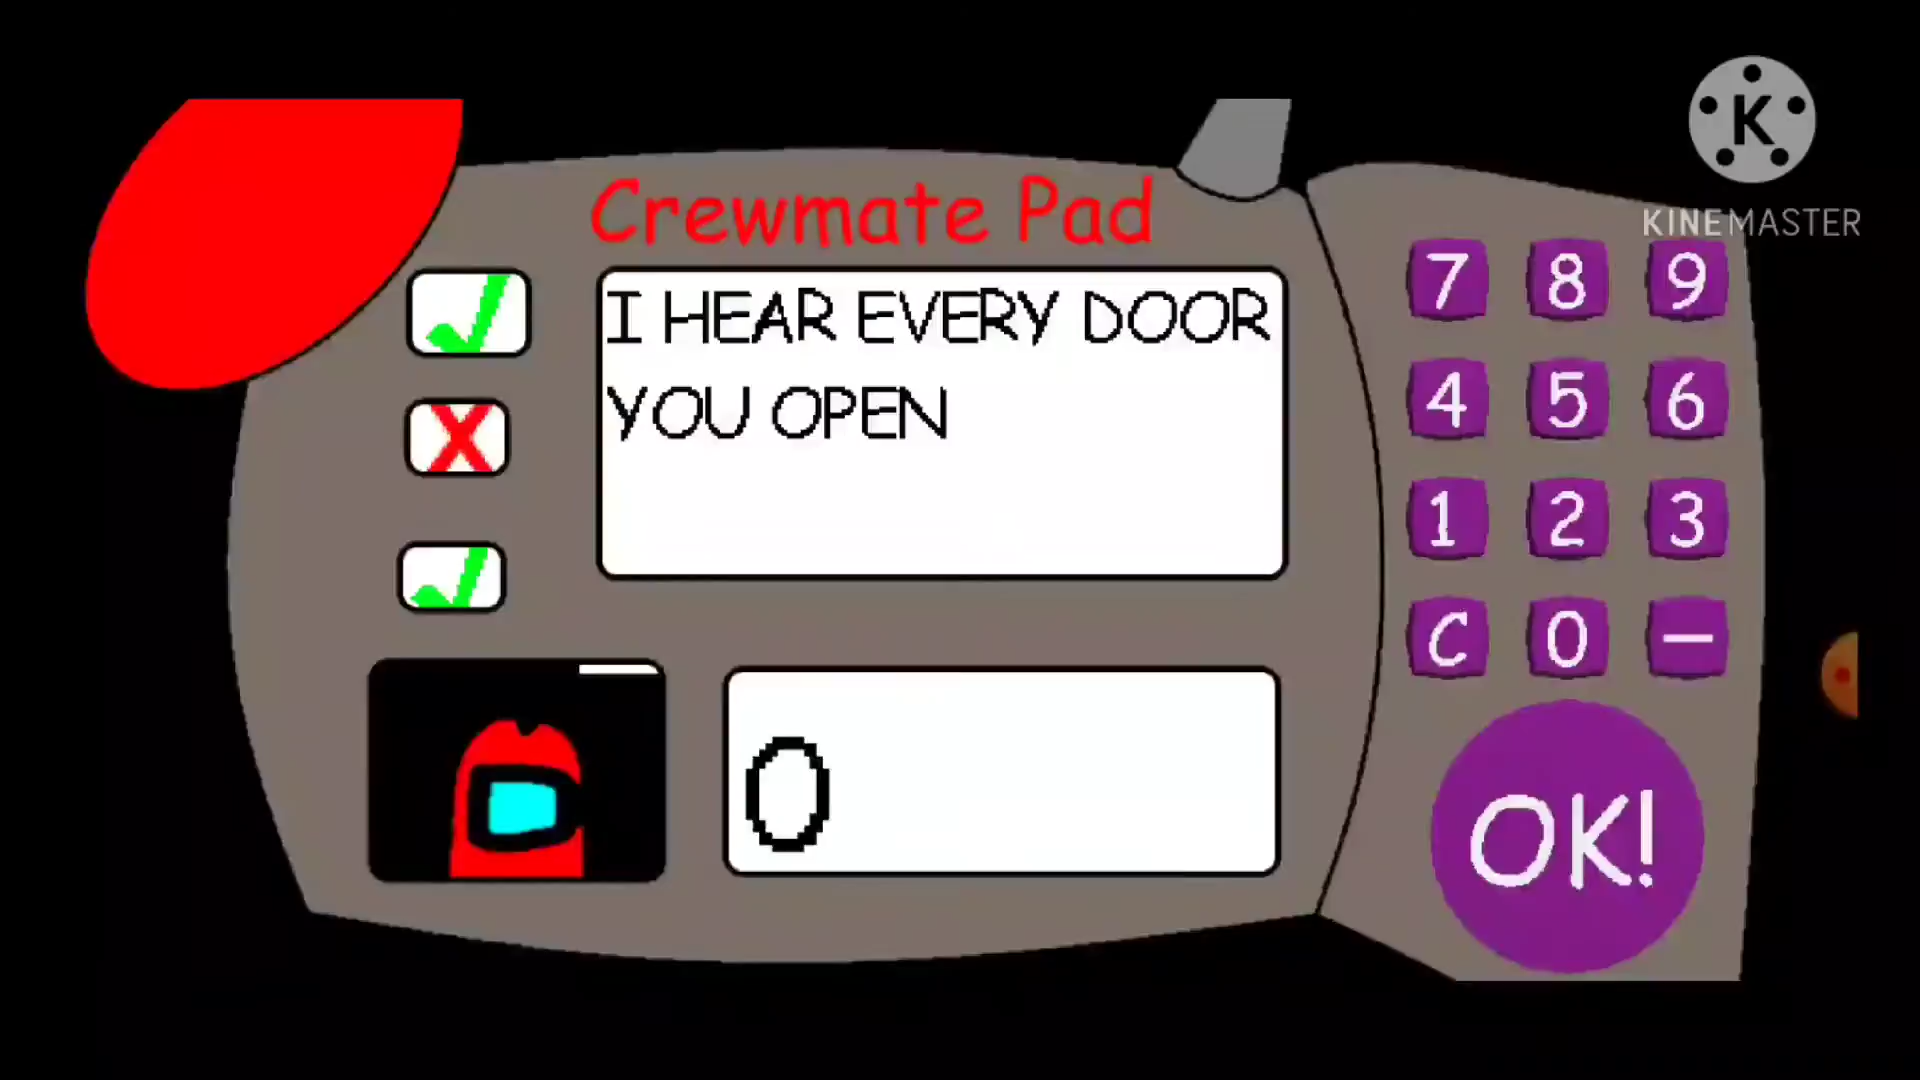 K
KINEMASTER
Crewmate Pad
I HEAR EVERY DOOR
YOU OPEN
7 8 9
4 5 6
1 2 3
C 0 —
0
OK!